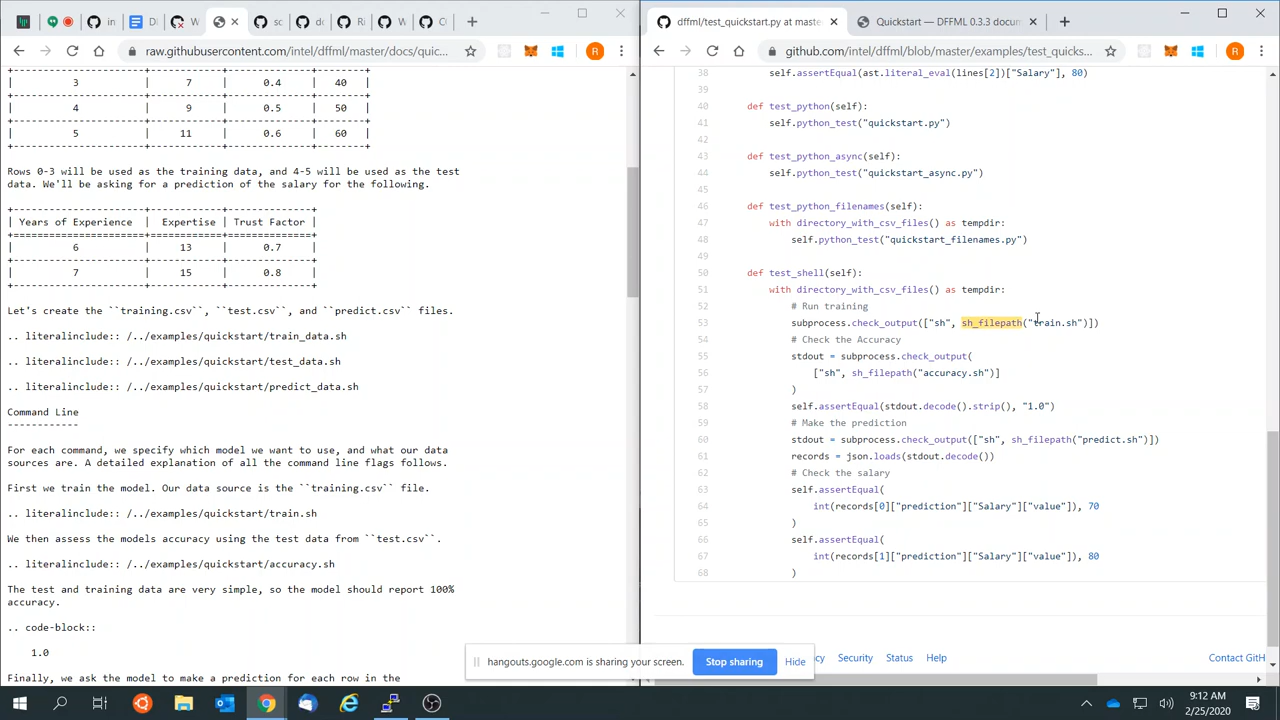 W
sc
do
Ri
W
Cl
raw.githubusercontent.com/intel/dffml/master/docs/quic...
R
3 7 0.4 40
4 9 0.5 50
5 11 0.6 60
Rows 0-3 will be used as the training data, and 4-5 will be used as the test
data. We'll be asking for a prediction of the salary for the following.
Years of Experience | Expertise | Trust Factor
6 13 0.7
7 15 0.8
Let's create the ``training.csv``, ``test.csv``, and ``predict.csv`` files.
.. literalinclude:: /../examples/quickstart/train_data.sh
.. literalinclude:: /../examples/quickstart/test_data.sh
.. literalinclude:: /../examples/quickstart/predict_data.sh
Command Line
------------
For each command, we specify which model we want to use, and what our data
sources are. A detailed explanation of all the command line flags follows.
First we train the model. Our data source is the ``training.csv`` file.
.. literalinclude:: /../examples/quickstart/train.sh
We then assess the models accuracy using the test data from ``test.csv``.
.. literalinclude:: /../examples/quickstart/accuracy.sh
The test and training data are very simple, so the model should report 100%
accuracy.
.. code-block::
1.0
Finally, we ask the model to make a prediction for each row in the
dffml/test_quickstart.py at maste
Quickstart — DFFML 0.3.3 docum
github.com/intel/dffml/blob/master/examples/test_quicks...
R
38 self.assertEqual(ast.literal_eval(lines[2])["Salary"], 80)
39
40 def test_python(self):
41 self.python_test("quickstart.py")
42
43 def test_python_async(self):
44 self.python_test("quickstart_async.py")
45
46 def test_python_filenames(self):
47 with directory_with_csv_files() as tempdir:
48 self.python_test("quickstart_filenames.py")
49
50 def test_shell(self):
51 with directory_with_csv_files() as tempdir:
52 # Run training
53 subprocess.check_output(["sh", sh_filepath("train.sh")])
54 # Check the Accuracy
55 stdout = subprocess.check_output(
56 ["sh", sh_filepath("accuracy.sh")]
57 )
58 self.assertEqual(stdout.decode().strip(), "1.0")
59 # Make the prediction
60 stdout = subprocess.check_output(["sh", sh_filepath("predict.sh")])
61 records = json.loads(stdout.decode())
62 # Check the salary
63 self.assertEqual(
64 int(records[0]["prediction"]["Salary"]["value"]), 70
65 )
66 self.assertEqual(
67 int(records[1]["prediction"]["Salary"]["value"]), 80
68 )
hangouts.google.com is sharing your screen.
Stop sharing
Hide
cy
Security
Status
Help
Contact GitH
9:12 AM
2/25/2020